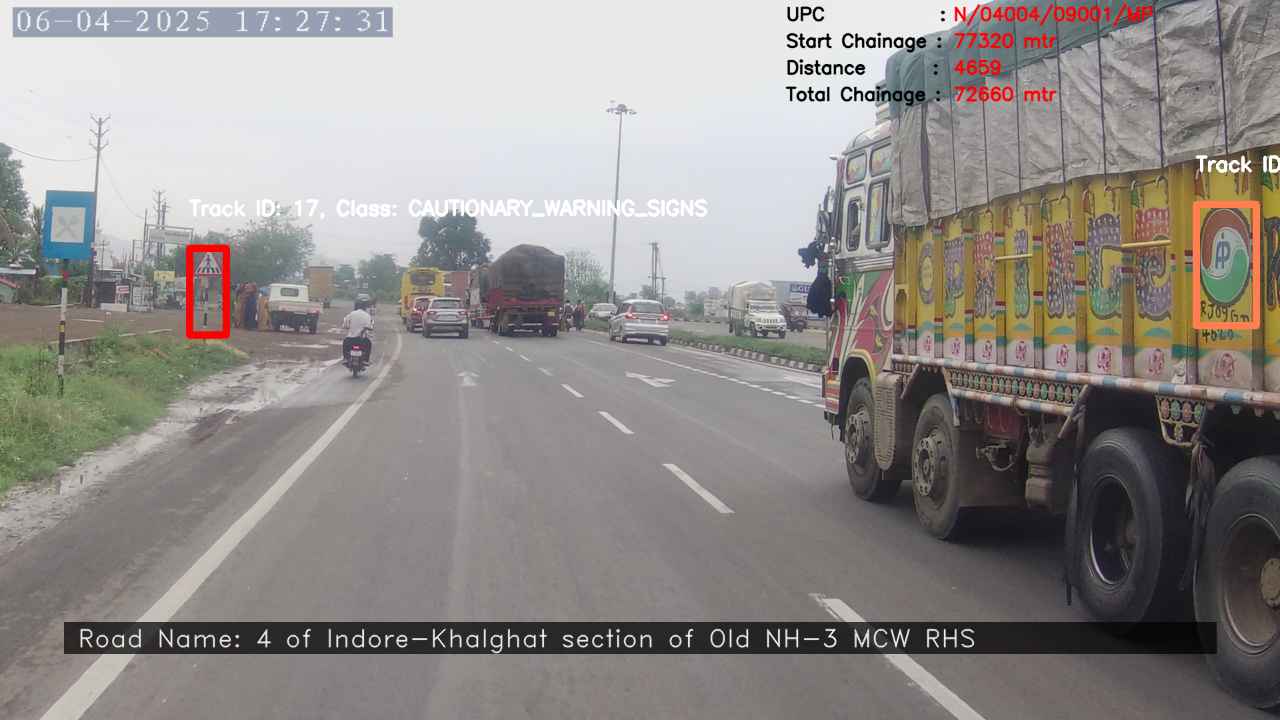 06-04-2025 17:27:31
UPC : N/04004/09001/MP
Start Chainage : 77320 mtr
Distance : 4659
Total Chainage : 72660 mtr
Track ID
Track ID: 17, Class: CAUTIONARY_WARNING_SIGNS
4620
Road Name: 4 of Indore-Khalghat section of Old NH-3 MCW RHS